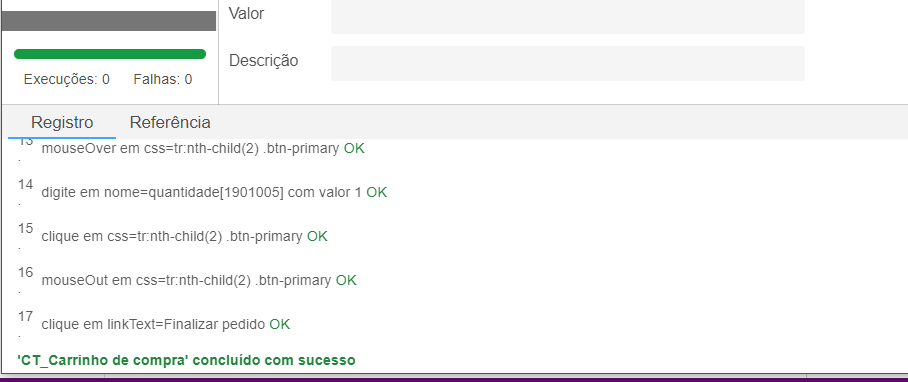 Valor
Descrição
Execuções: 0 Falhas: 0
Registro Referência
13. mouseOver em css=tr:nth-child(2) .btn-primary OK
14. digite em nome=quantidade[1901005] com valor 1 OK
15. clique em css=tr:nth-child(2) .btn-primary OK
16. mouseOut em css=tr:nth-child(2) .btn-primary OK
17. clique em linkText=Finalizar pedido OK
'CT_Carrinho de compra' concluído com sucesso